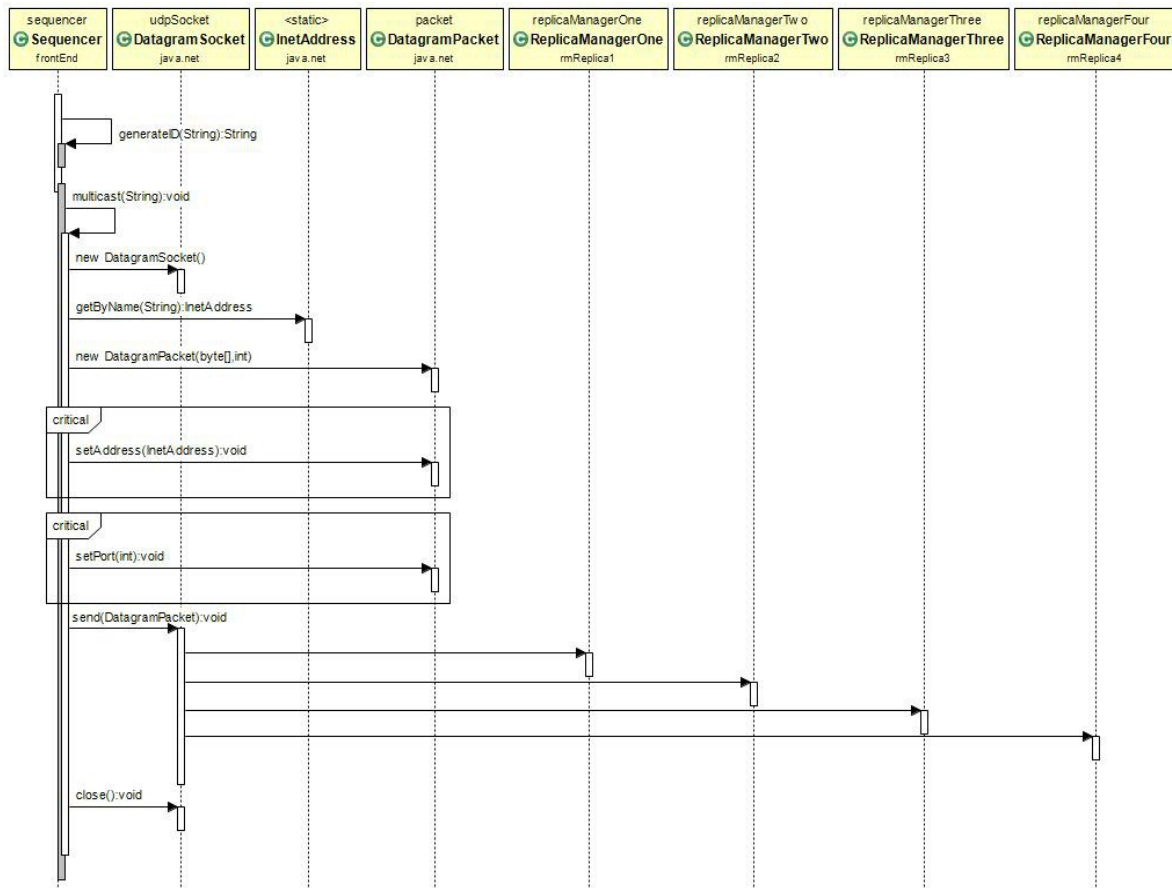 sequencer
Sequencer
frontEnd
udpSocket
DatagramSocket
java.net
<static>
InetAddress
java.net
packet
DatagramPacket
java.net
replicaManagerOne
ReplicaManagerOne
rmReplica1
replicaManagerTwo
ReplicaManagerTwo
rmReplica2
replicaManagerThree
ReplicaManagerThree
rmReplica3
replicaManagerFour
ReplicaManagerFour
rmReplica4
generateID(String):String
multicast(String):void
new DatagramSocket()
getByName(String):InetAddress
new DatagramPacket(byte[],int)
critical
setAddress(InetAddress):void
critical
setPort(int):void
send(DatagramPacket):void
close():void